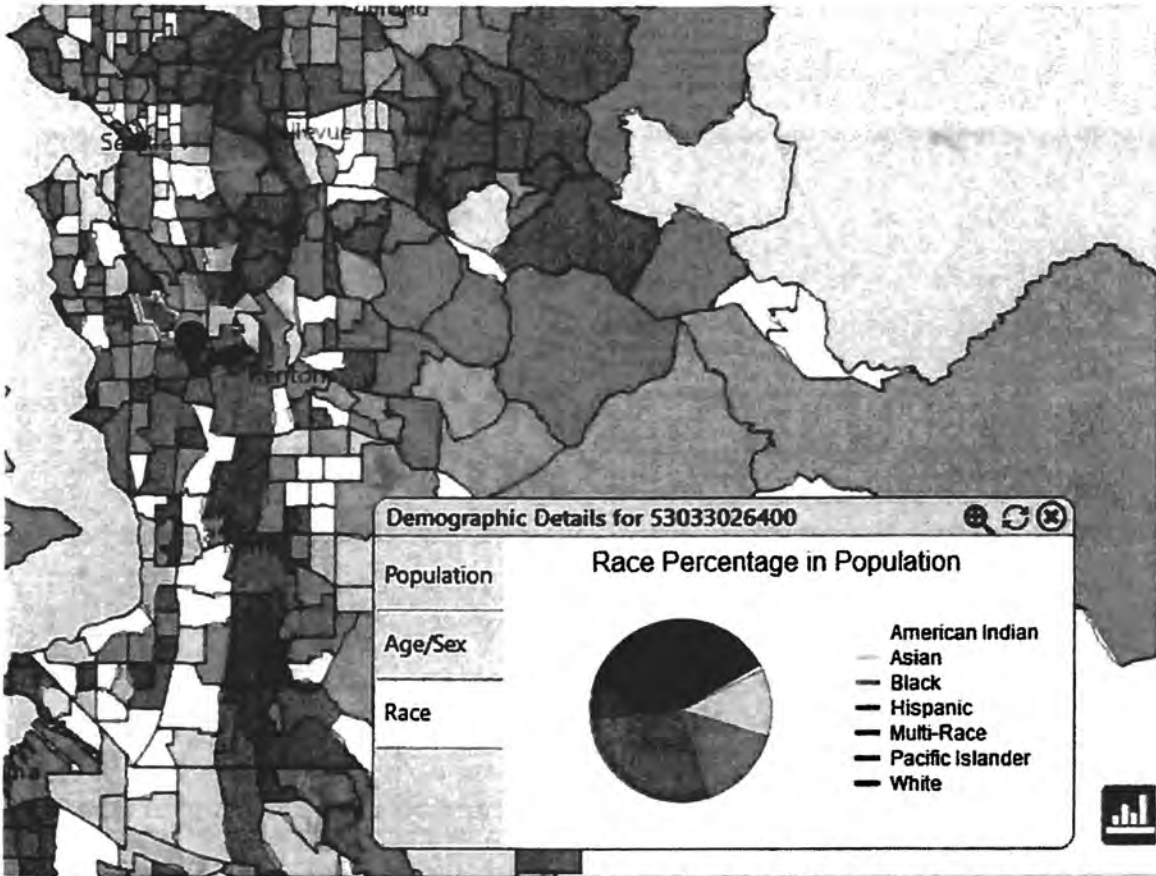 Renton
Demographic Details for 53033026400
Population
Age/Sex
Race
Race Percentage in Population
American Indian
Asian
Black
Hispanic
Multi-Race
Pacific Islander
White